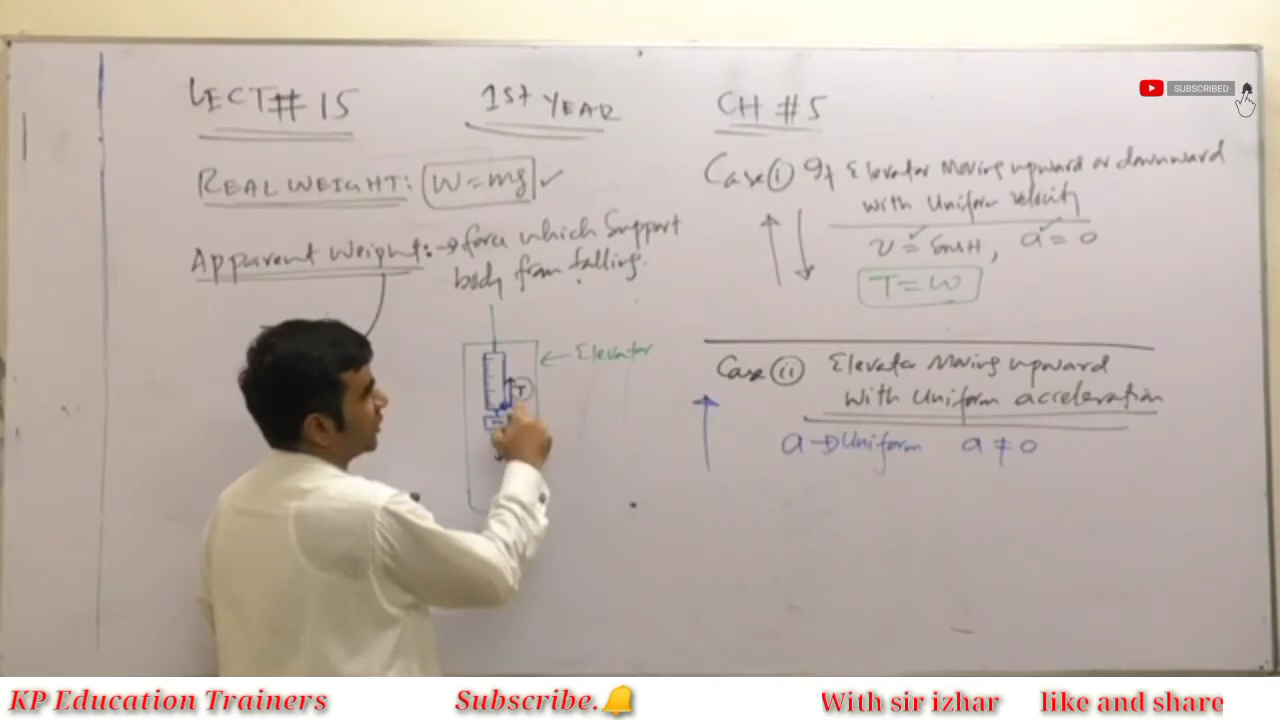 LECT# 15 1st YEAR CH # 5
REAL WEIGHT: W = mg ✓
Apparent Weight: → force which Support
body from falling.
← Elevator
T
Case (i) If Elevator Moving upward or downward
with Uniform velocity
a = 0
T = W
Case (ii) Elevator Moving upward
With Uniform acceleration
a → Uniform a ≠ 0
SUBSCRIBED
KP Education Trainers Subscribe. With sir izhar like and share